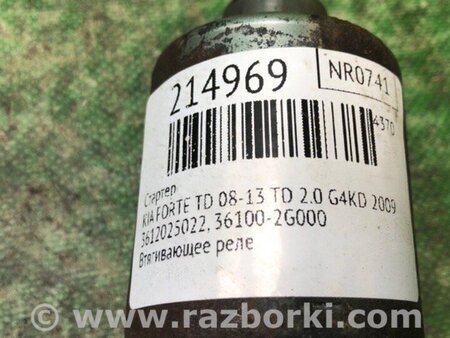 214969
NR0741
4370
Стартер
KIA FORTE TD 08-13 TD 2.0 G4KD 2009
3612025022, 36100-2G000
Втягивающее реле
www.razborki.com